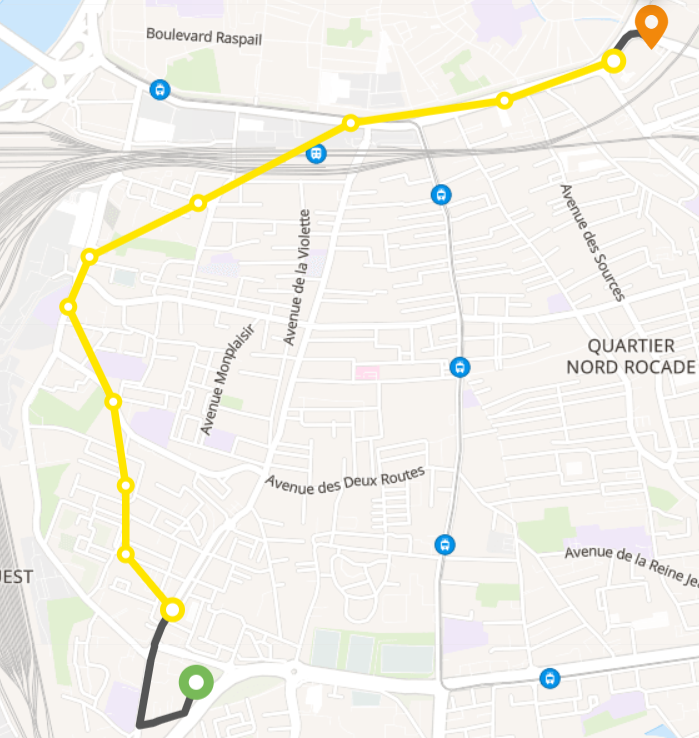 Boulevard Raspail
Avenue des Sources
Avenue de la Violette
QUARTIER
NORD ROCADE
Avenue Monplaisir
Avenue des Deux Routes
Avenue de la Reine Je
UEST